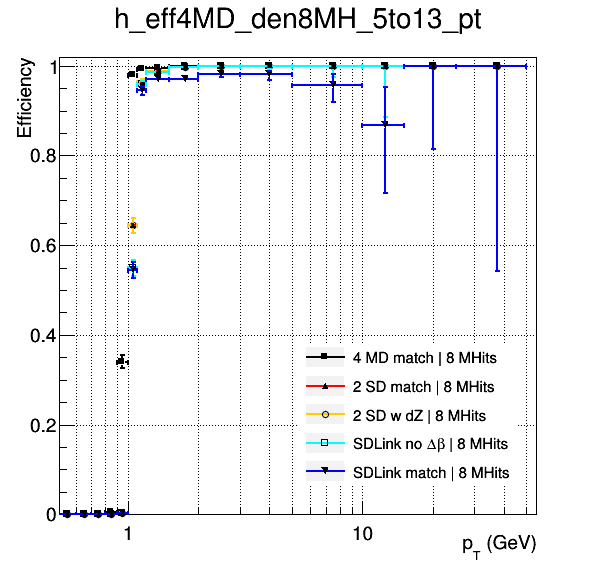 h_eff4MD_den8MH_5to13_pt
Efficiency
1
0.8
0.6
0.4
0.2
0
4 MD match | 8 MHits
2 SD match | 8 MHits
2 SD w dZ | 8 MHits
SDLink no Δβ | 8 MHits
SDLink match | 8 MHits
1
10
p_T (GeV)